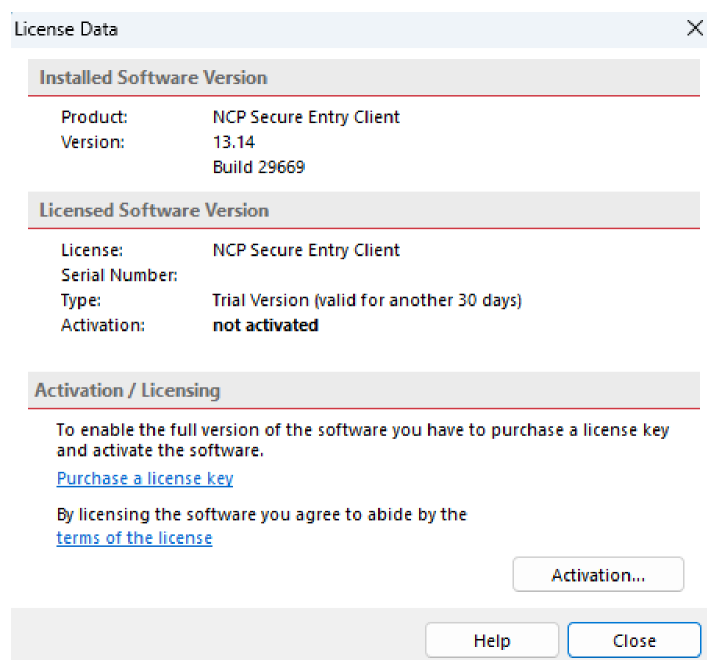 License Data
Installed Software Version
Product: NCP Secure Entry Client
Version: 13.14
Build 29669
Licensed Software Version
License: NCP Secure Entry Client
Serial Number:
Type: Trial Version (valid for another 30 days)
Activation: not activated
Activation / Licensing
To enable the full version of the software you have to purchase a license key
and activate the software.
Purchase a license key
By licensing the software you agree to abide by the
terms of the license
Activation...
Help Close